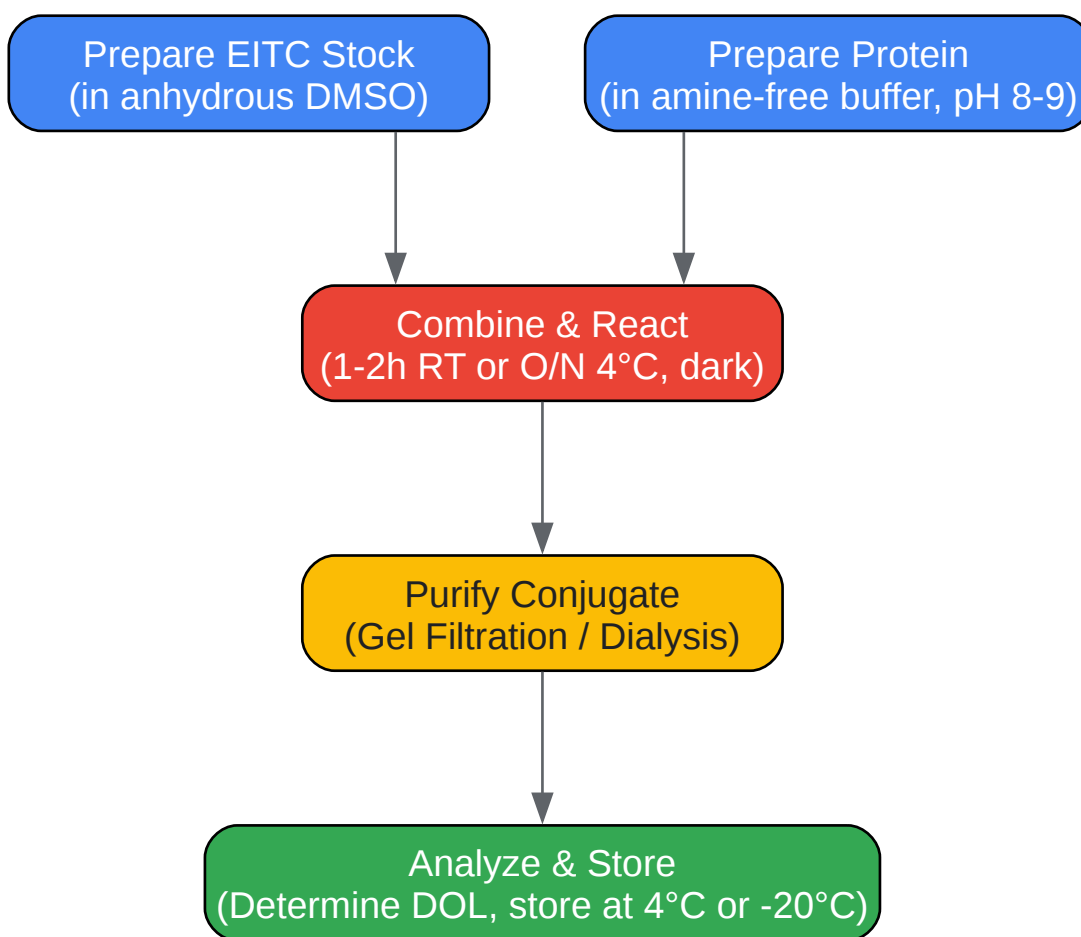 Prepare EITC Stock
(in anhydrous DMSO)
Prepare Protein
(in amine-free buffer, pH 8-9)
Combine & React
(1-2h RT or O/N 4°C, dark)
Purify Conjugate
(Gel Filtration / Dialysis)
Analyze & Store
(Determine DOL, store at 4°C or -20°C)